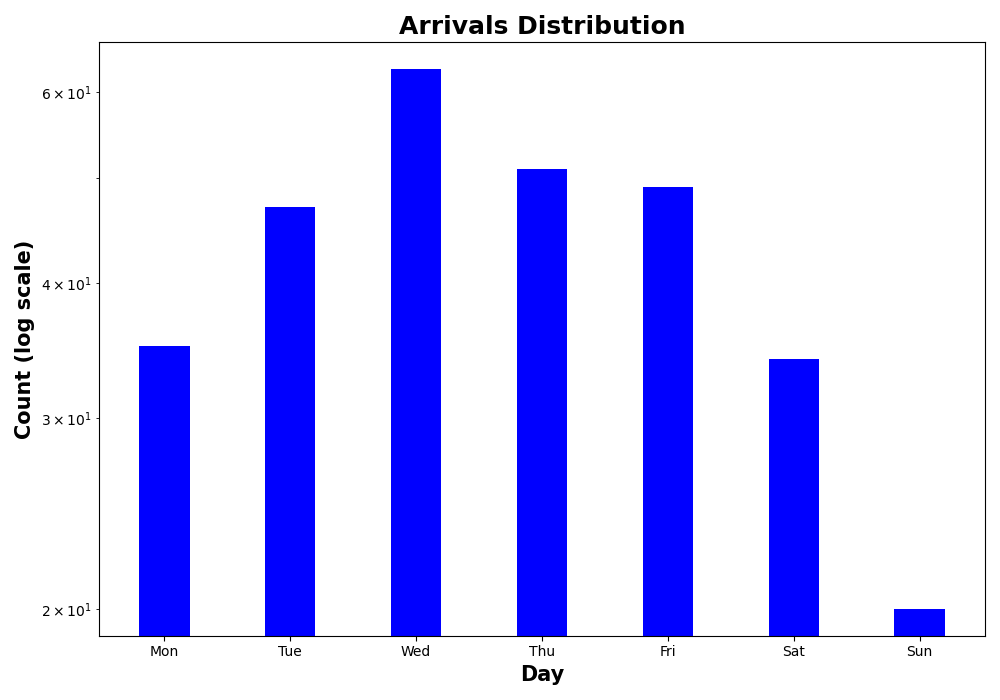 Arrivals Distribution
Count (log scale)
6 × 10¹
4 × 10¹
3 × 10¹
2 × 10¹
Mon Tue Wed Thu Fri Sat Sun
Day